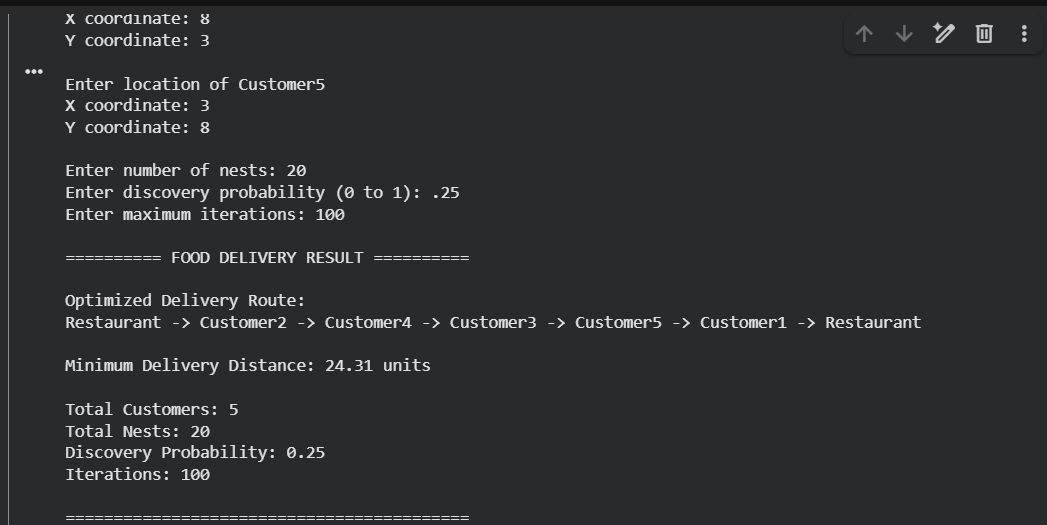 X coordinate: 8
Y coordinate: 3
Enter location of Customer5
X coordinate: 3
Y coordinate: 8
Enter number of nests: 20
Enter discovery probability (0 to 1): .25
Enter maximum iterations: 100
========== FOOD DELIVERY RESULT ==========
Optimized Delivery Route:
Restaurant -> Customer2 -> Customer4 -> Customer3 -> Customer5 -> Customer1 -> Restaurant
Minimum Delivery Distance: 24.31 units
Total Customers: 5
Total Nests: 20
Discovery Probability: 0.25
Iterations: 100
==========================================